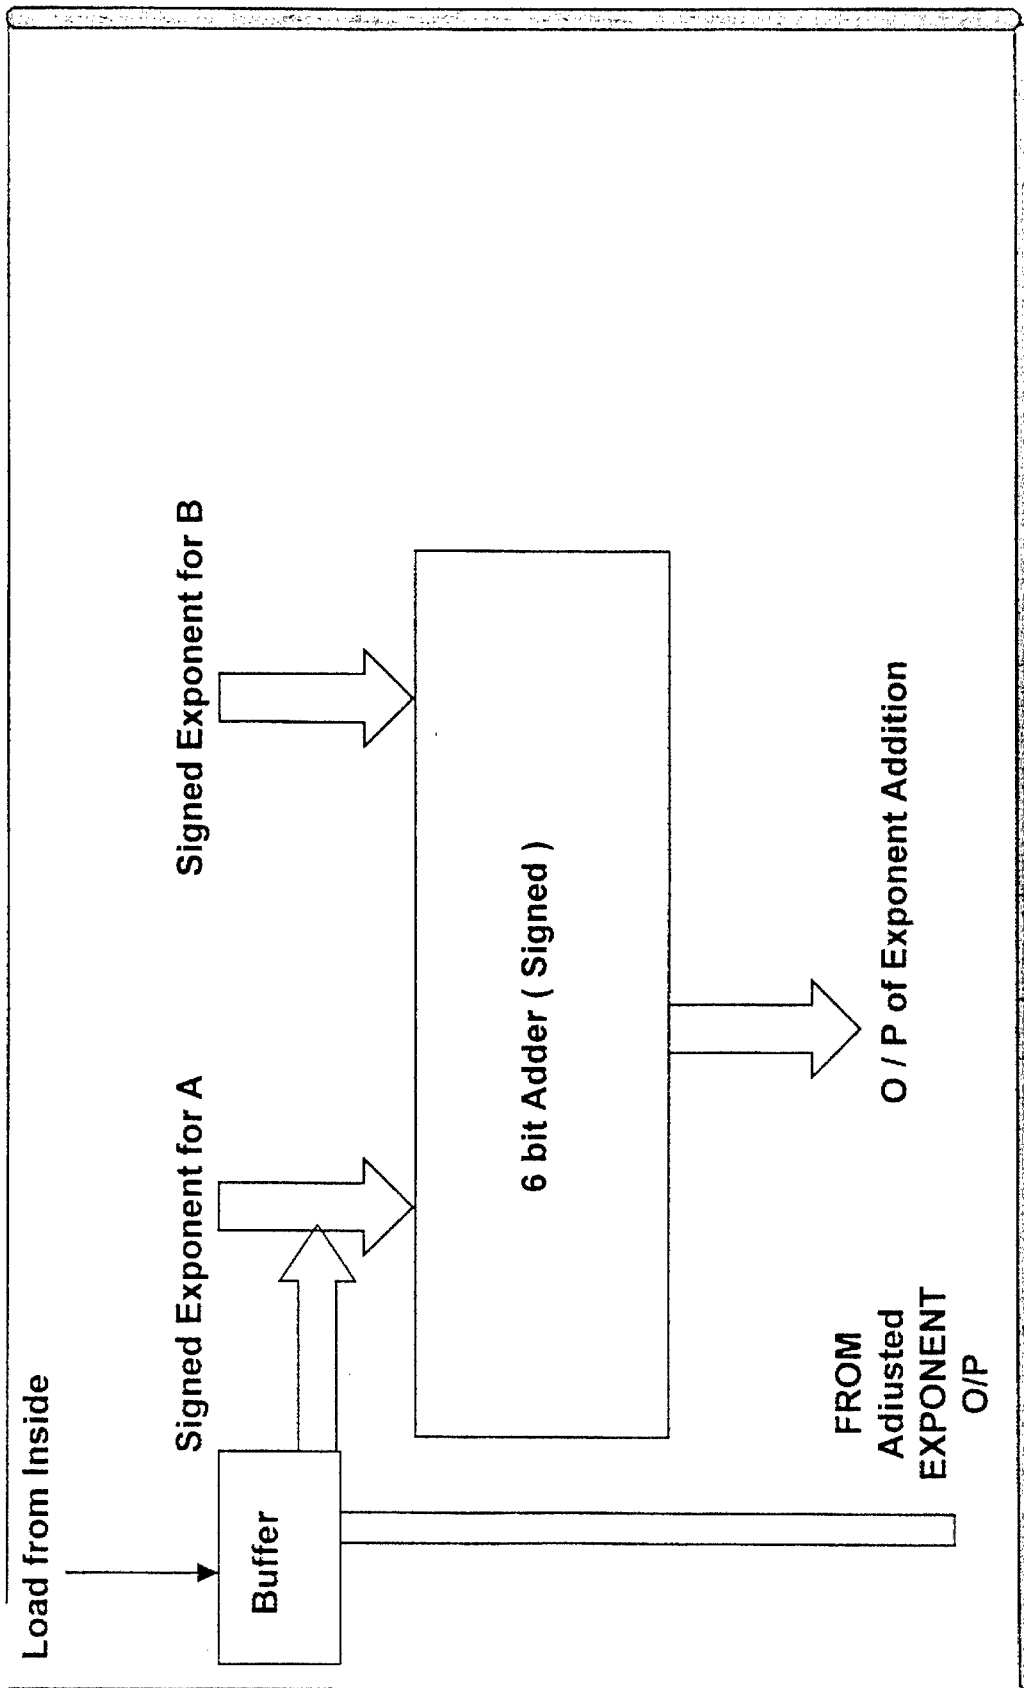 Load from Inside
Signed Exponent for A
Signed Exponent for B
Buffer
6 bit Adder ( Signed )
FROM
Adiusted
EXPONENT
O/P
O / P of Exponent Addition